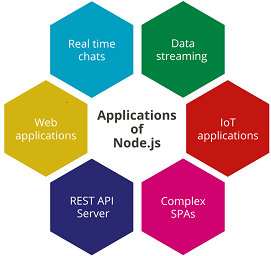 Real time
chats
Data
streaming
Web
applications
Applications
of
Node.js
IoT
applications
REST API
Server
Complex
SPAs